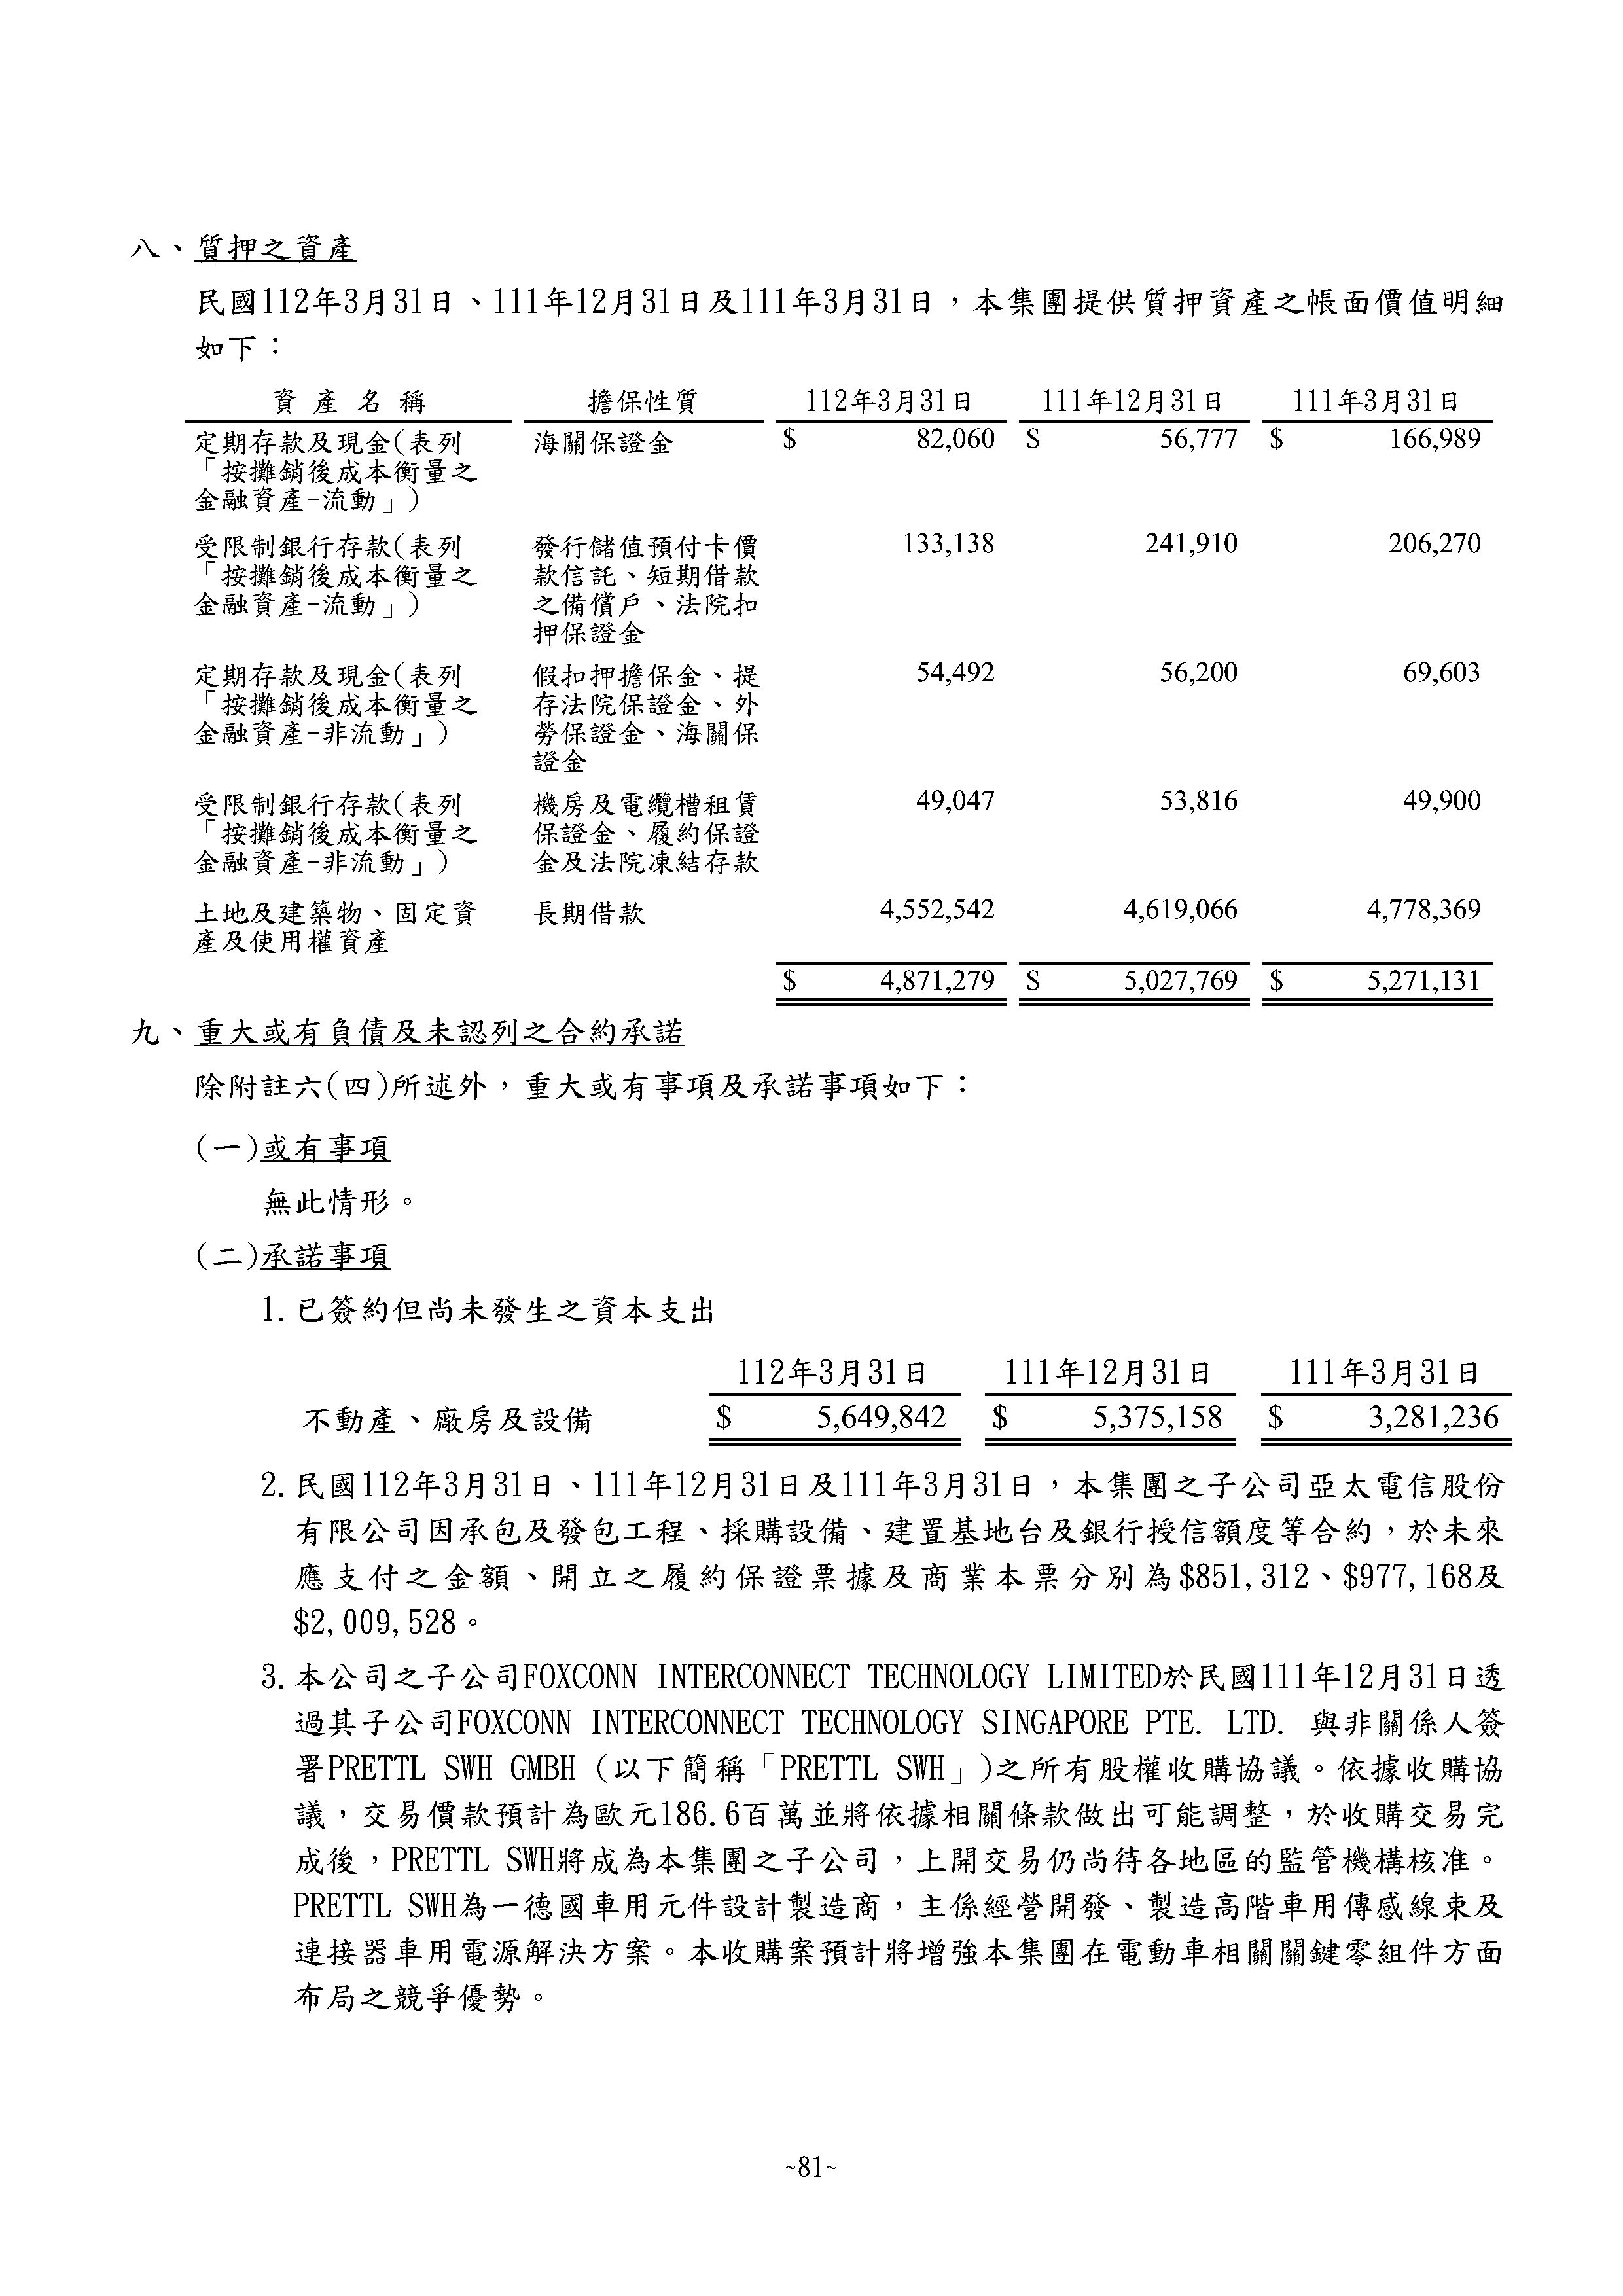 八、質押之資產
民國112年3月31日、111年12月31日及111年3月31日，本集團提供質押資產之帳面價值明細
如下：
資 產 名 稱 擔保性質 112年3月31日 111年12月31日 111年3月31日
定期存款及現金(表列 海關保證金 $ 82,060 $ 56,777 $ 166,989
「按攤銷後成本衡量之
金融資產-流動」)
受限制銀行存款(表列 發行儲值預付卡價 133,138 241,910 206,270
「按攤銷後成本衡量之 款信託、短期借款
金融資產-流動」) 之備償戶、法院扣
押保證金
定期存款及現金(表列 假扣押擔保金、提 54,492 56,200 69,603
「按攤銷後成本衡量之 存法院保證金、外
金融資產-非流動」) 勞保證金、海關保
證金
受限制銀行存款(表列 機房及電纜槽租賃 49,047 53,816 49,900
「按攤銷後成本衡量之 保證金、履約保證
金融資產-非流動」) 金及法院凍結存款
土地及建築物、固定資 長期借款 4,552,542 4,619,066 4,778,369
產及使用權資產
$ 4,871,279 $ 5,027,769 $ 5,271,131
九、重大或有負債及未認列之合約承諾
除附註六(四)所述外，重大或有事項及承諾事項如下：
(一)或有事項
無此情形。
(二)承諾事項
1.已簽約但尚未發生之資本支出
112年3月31日 111年12月31日 111年3月31日
不動產、廠房及設備 $ 5,649,842 $ 5,375,158 $ 3,281,236
2.民國112年3月31日、111年12月31日及111年3月31日，本集團之子公司亞太電信股份
有限公司因承包及發包工程、採購設備、建置基地台及銀行授信額度等合約，於未來
應支付之金額、開立之履約保證票據及商業本票分別為$851,312、$977,168及
$2,009,528。
3.本公司之子公司FOXCONN INTERCONNECT TECHNOLOGY LIMITED於民國111年12月31日透
過其子公司FOXCONN INTERCONNECT TECHNOLOGY SINGAPORE PTE. LTD. 與非關係人簽
署PRETTL SWH GMBH (以下簡稱「PRETTL SWH」)之所有股權收購協議。依據收購協
議，交易價款預計為歐元186.6百萬並將依據相關條款做出可能調整，於收購交易完
成後，PRETTL SWH將成為本集團之子公司，上開交易仍尚待各地區的監管機構核准。
PRETTL SWH為一德國車用元件設計製造商，主係經營開發、製造高階車用傳感線束及
連接器車用電源解決方案。本收購案預計將增強本集團在電動車相關關鍵零組件方面
布局之競爭優勢。
~81~